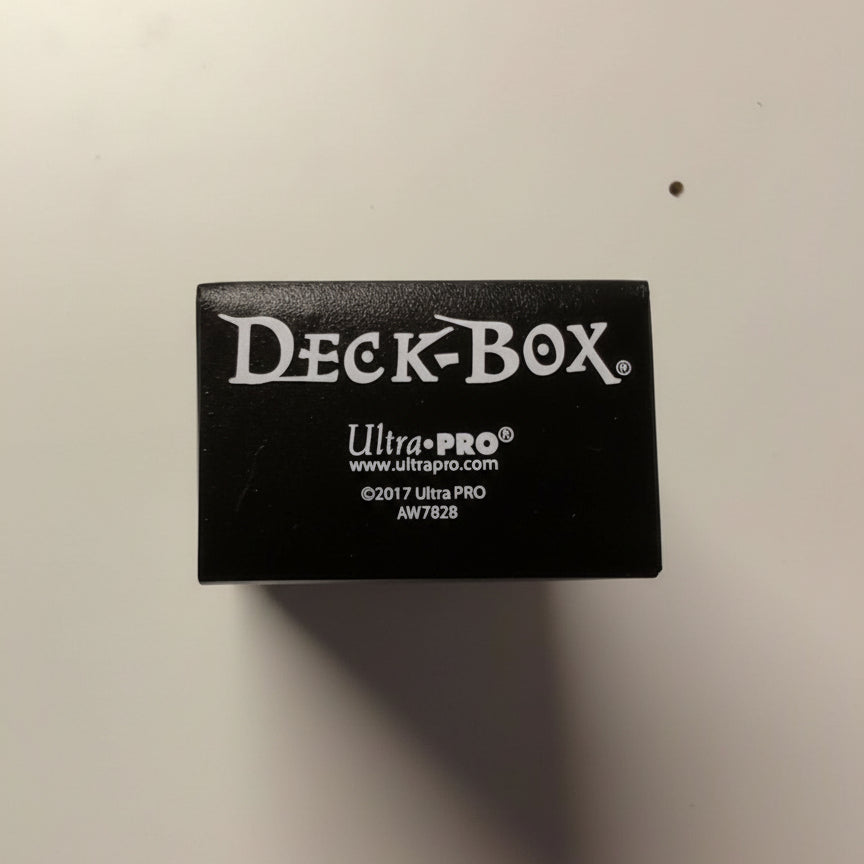 DECK-BOX®
Ultra•PRO®
www.ultrapro.com
©2017 Ultra PRO
AW7828